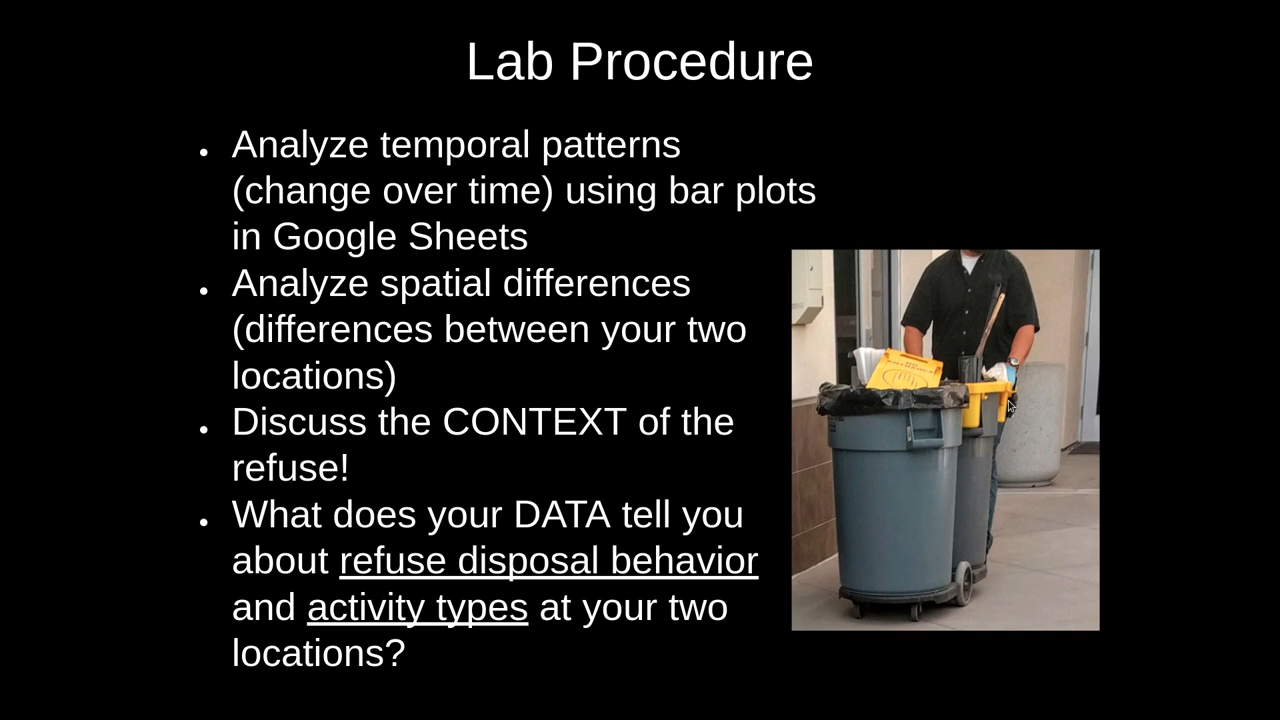 Lab Procedure
• Analyze temporal patterns
(change over time) using bar plots
in Google Sheets
• Analyze spatial differences
(differences between your two
locations)
• Discuss the CONTEXT of the
refuse!
• What does your DATA tell you
about refuse disposal behavior
and activity types at your two
locations?